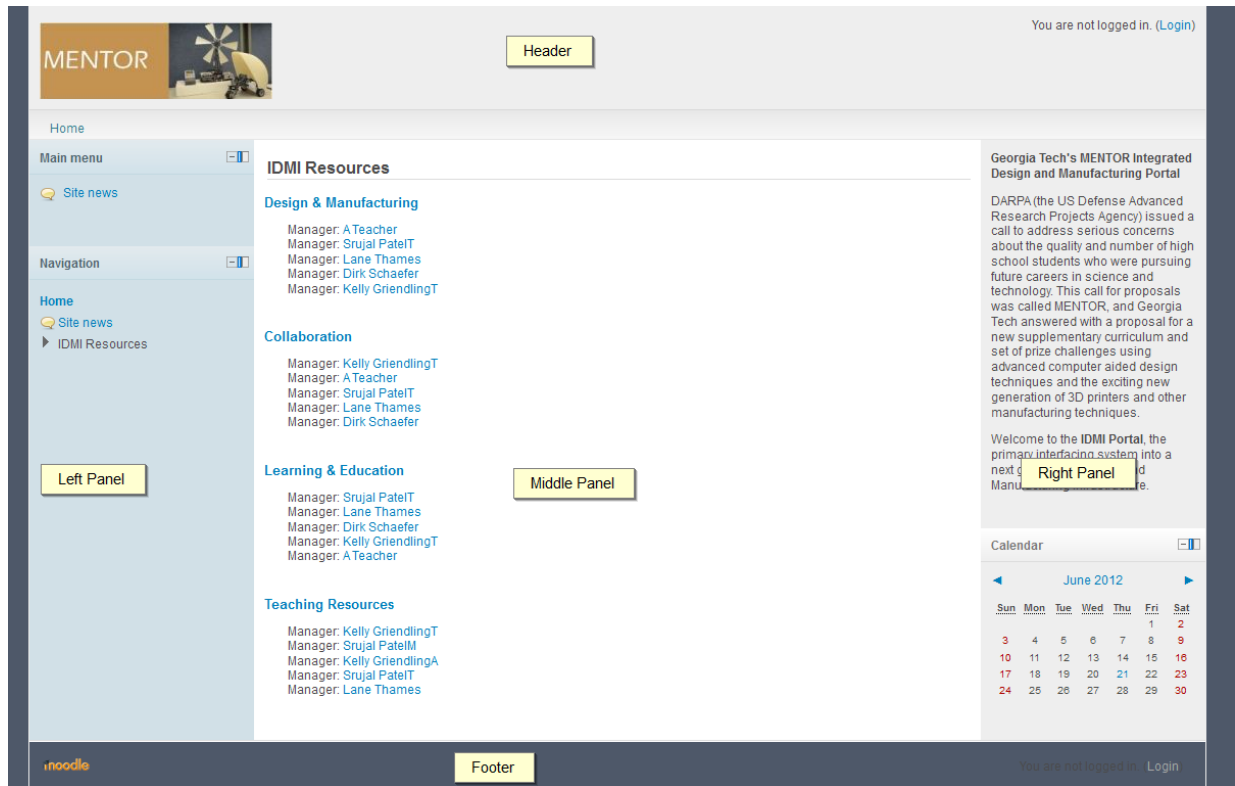 You are not logged in. (Login)
MENTOR
Header
Home
Main menu
Site news
Navigation
Home
Site news
IDMI Resources
Left Panel
IDMI Resources
Design & Manufacturing
Manager: A Teacher
Manager: Srujal PatelT
Manager: Lane Thames
Manager: Dirk Schaefer
Manager: Kelly GriendlingT
Collaboration
Manager: Kelly GriendlingT
Manager: A Teacher
Manager: Srujal PatelT
Manager: Lane Thames
Manager: Dirk Schaefer
Learning & Education
Manager: Srujal PatelT
Manager: Lane Thames
Manager: Dirk Schaefer
Manager: Kelly GriendlingT
Manager: A Teacher
Middle Panel
Teaching Resources
Manager: Kelly GriendlingT
Manager: Srujal PatelM
Manager: Kelly GriendlingA
Manager: Srujal PatelT
Manager: Lane Thames
Georgia Tech's MENTOR Integrated
Design and Manufacturing Portal
DARPA (the US Defense Advanced
Research Projects Agency) issued a
call to address serious concerns
about the quality and number of high
school students who were pursuing
future careers in science and
technology. This call for proposals
was called MENTOR, and Georgia
Tech answered with a proposal for a
new supplementary curriculum and
set of prize challenges using
advanced computer aided design
techniques and the exciting new
generation of 3D printers and other
manufacturing techniques.
Welcome to the IDMI Portal, the
primary interfacing system into a
next
Right Panel
Calendar
June 2012
Sun Mon Tue Wed Thu Fri Sat
1 2
3 4 5 6 7 8 9
10 11 12 13 14 15 16
17 18 19 20 21 22 23
24 25 26 27 28 29 30
moodle
Footer
You are not logged in. (Login)